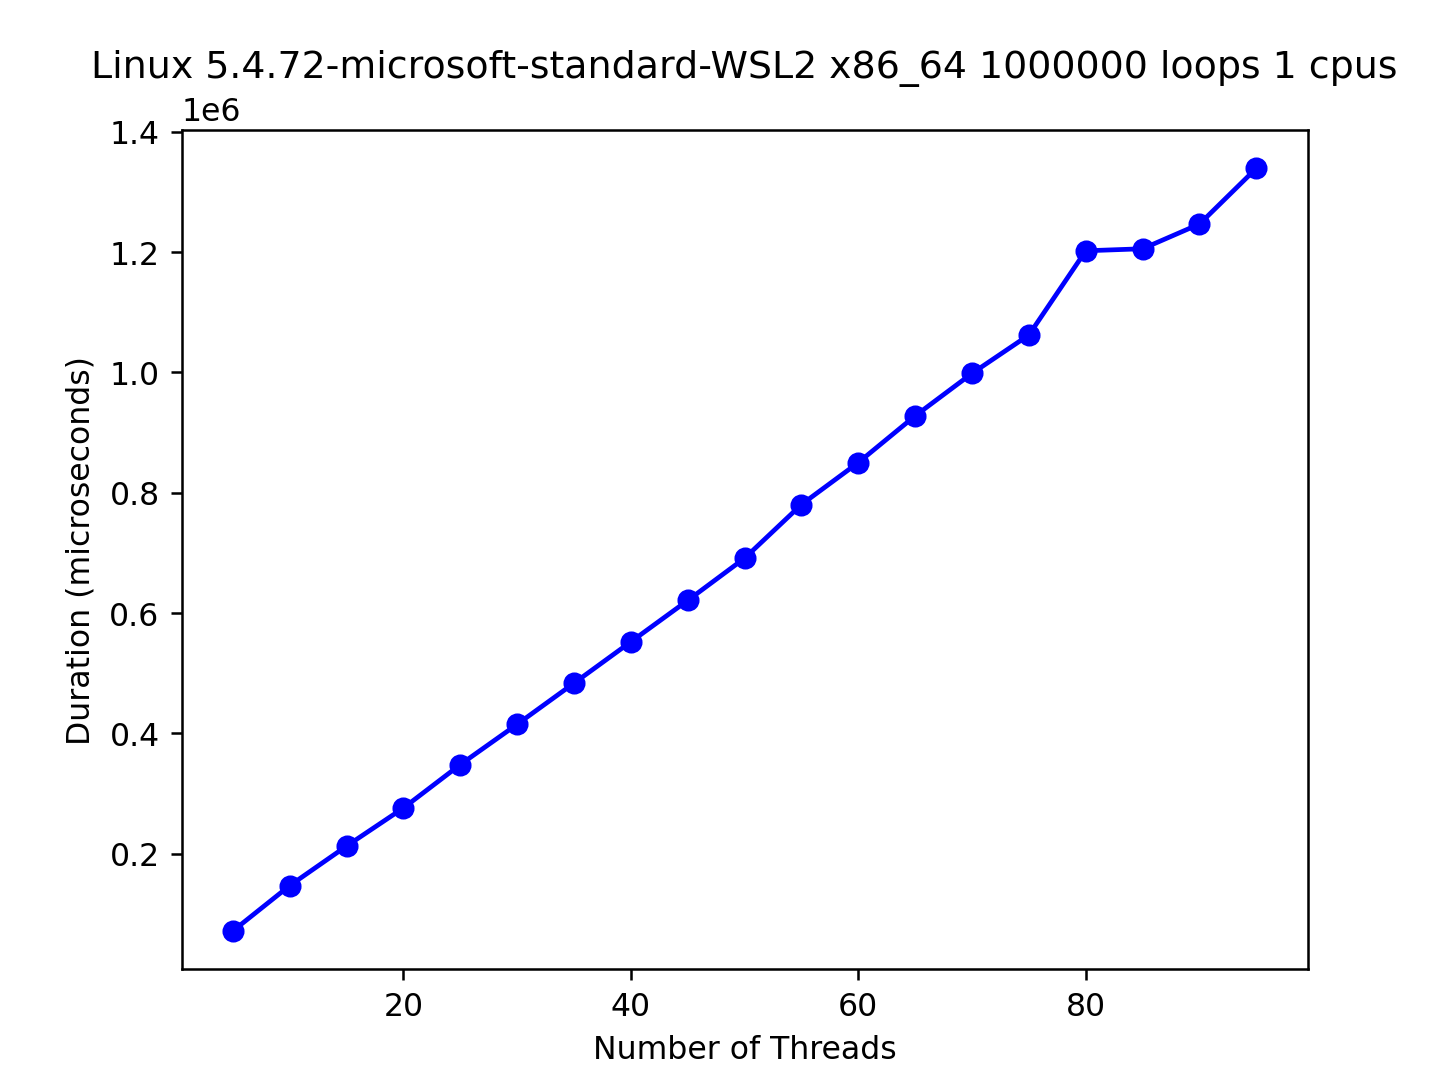 Linux 5.4.72-microsoft-standard-WSL2 x86_64 1000000 loops 1 cpus
1e6
1.4
1.2
1.0
0.8
0.6
0.4
0.2
Duration (microseconds)
20 40 60 80
Number of Threads